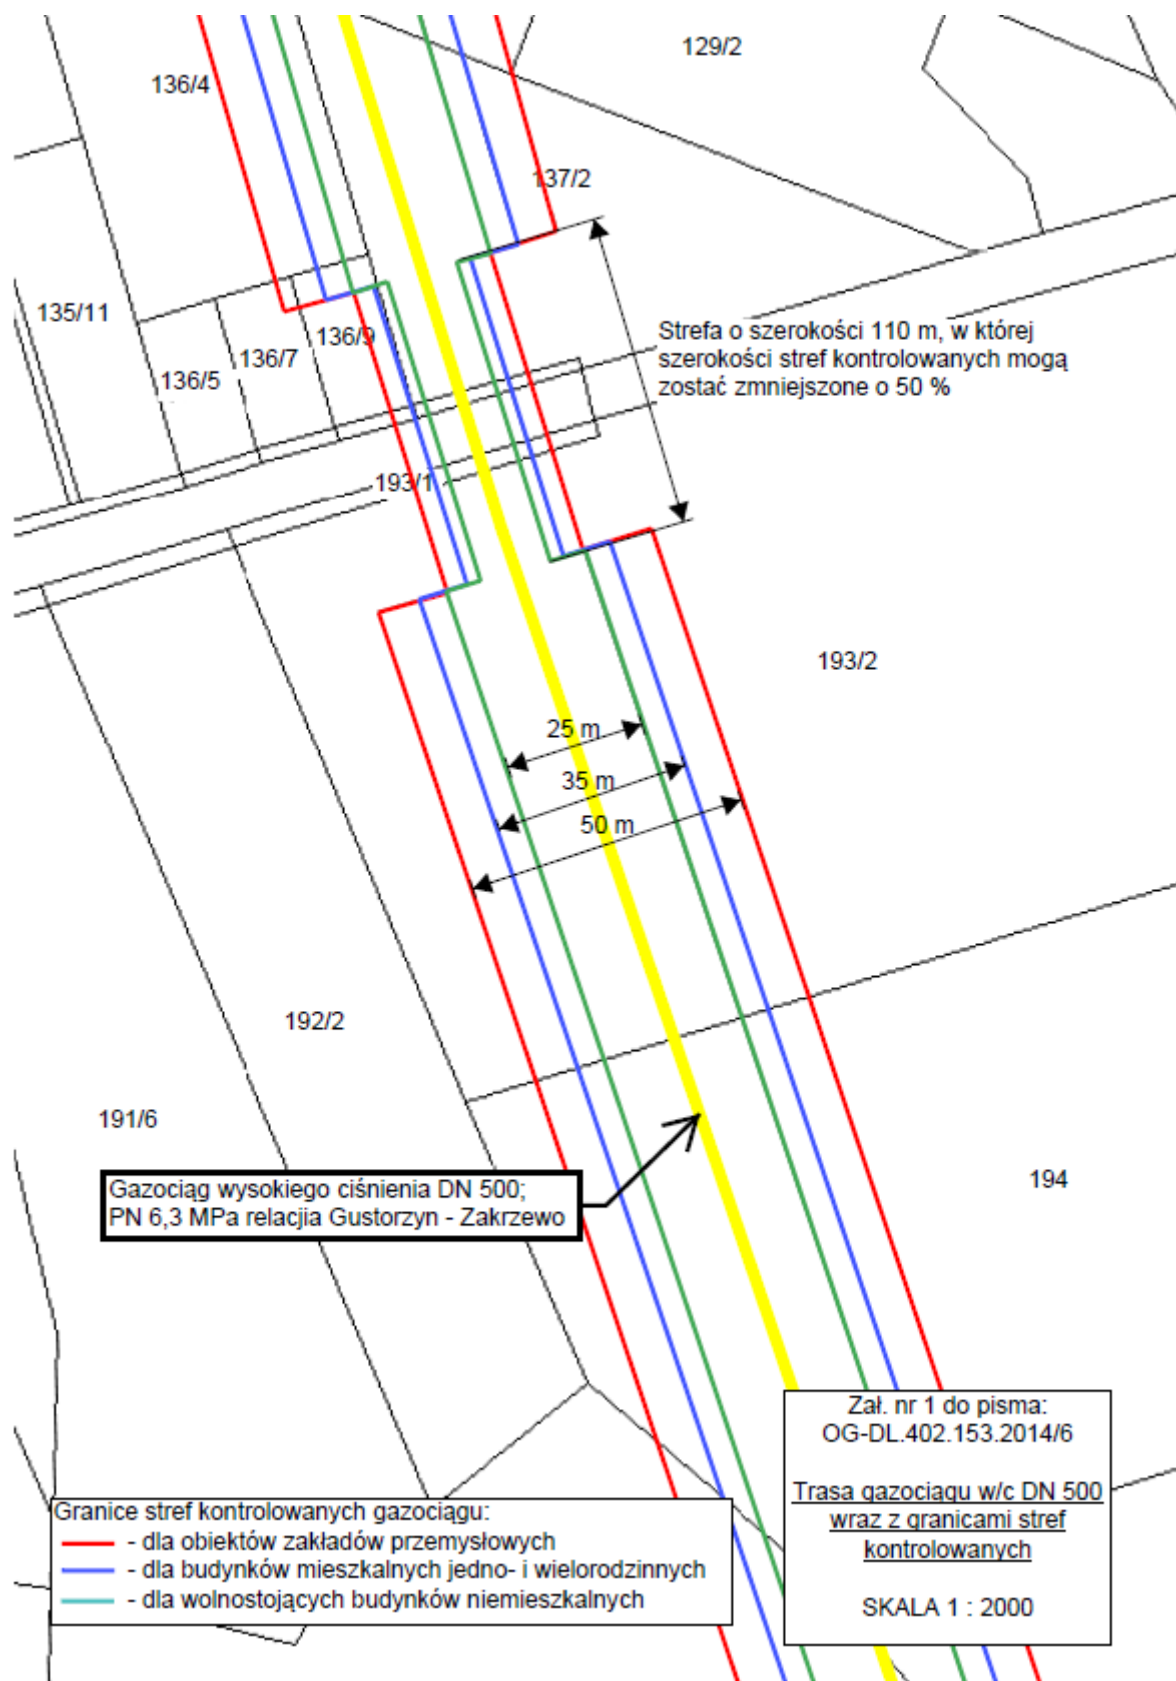 129/2
136/4
137/2
135/11
136/9
136/7
136/5
Strefa o szerokości 110 m, w której
szerokości stref kontrolowanych mogą
zostać zmniejszone o 50 %
193/1
193/2
25 m
35 m
50 m
192/2
191/6
194
Gazociąg wysokiego ciśnienia DN 500;
PN 6,3 MPa relacjia Gustorzyn - Zakrzewo
Zał. nr 1 do pisma:
OG-DL.402.153.2014/6
Trasa gazociągu w/c DN 500
wraz z granicami stref
kontrolowanych
SKALA 1 : 2000
Granice stref kontrolowanych gazociągu:
- dla obiektów zakładów przemysłowych
- dla budynków mieszkalnych jedno- i wielorodzinnych
- dla wolnostojących budynków niemieszkalnych